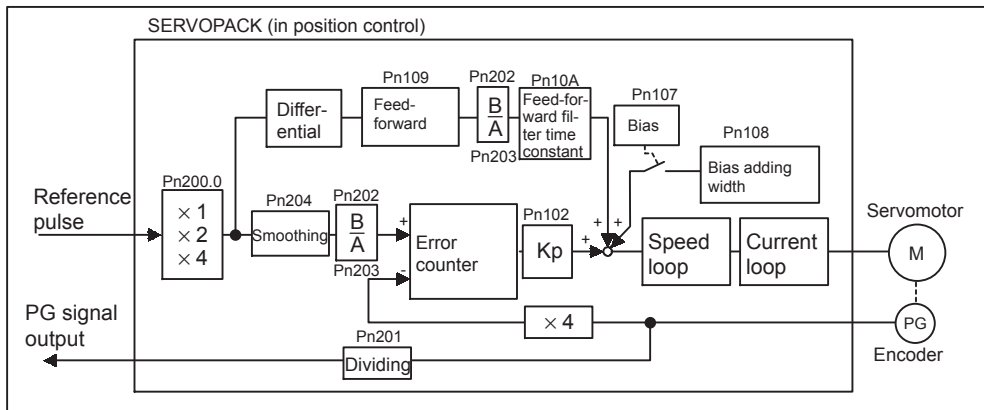 SERVOPACK (in position control)
Pn109
Pn202
Pn10A
Differ-
ential
Feed-
forward
B
A
Pn203
Feed-for-
ward filter
time
constant
Pn107
Bias
Pn108
Bias adding
width
Reference
pulse
Pn200.0
× 1
× 2
× 4
Pn204
Smoothing
Pn202
B
A
Pn203
+
-
Error
counter
Pn102
Kp
+
+
+
Speed
loop
Current
loop
Servomotor
M
PG
Encoder
× 4
PG signal
output
Pn201
Dividing